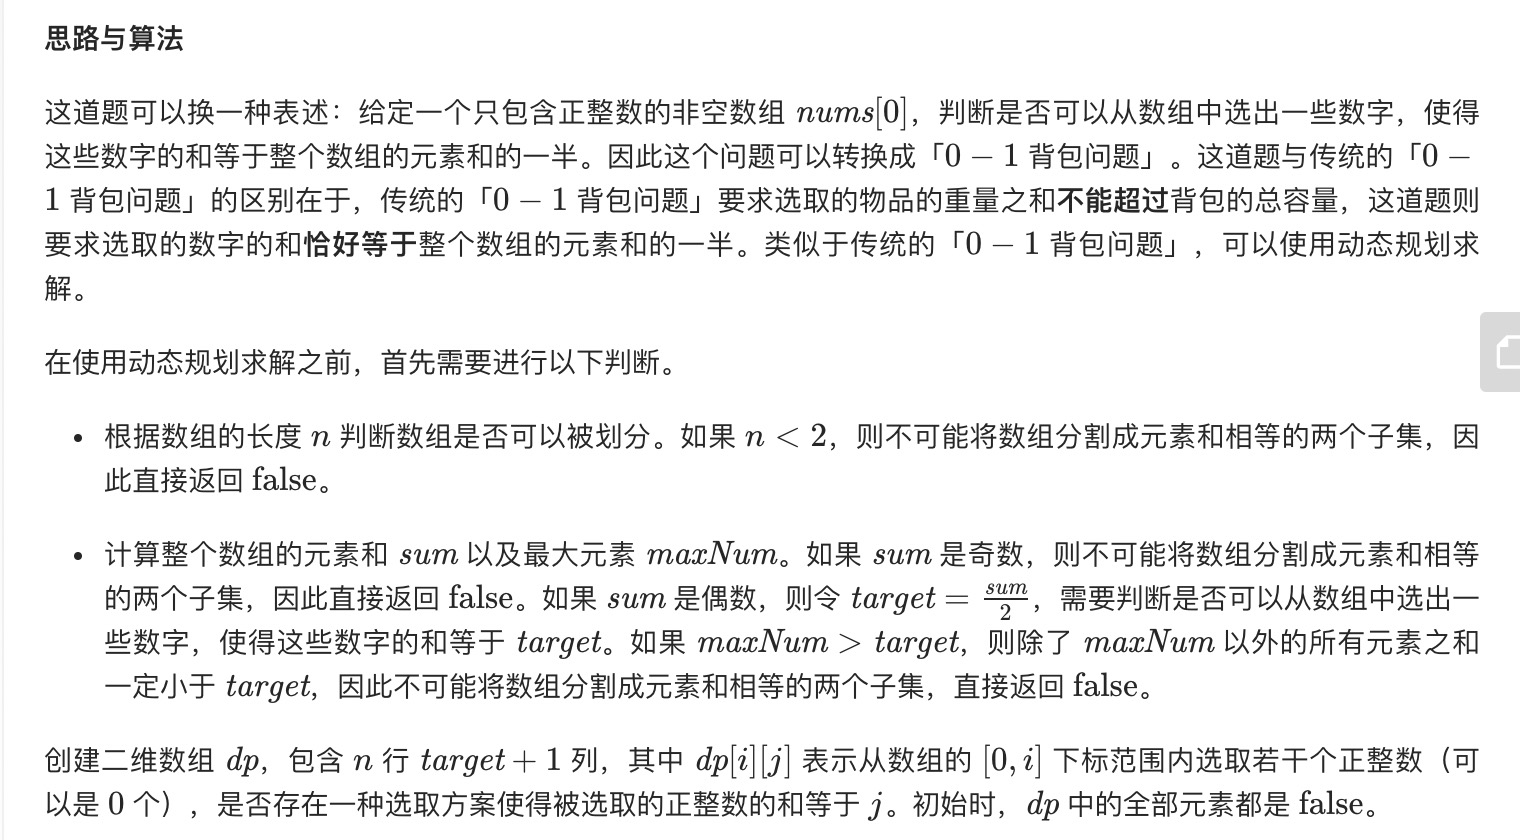 思路与算法
这道题可以换一种表述：给定一个只包含正整数的非空数组 nums[0]，判断是否可以从数组中选出一些数字，使得
这些数字的和等于整个数组的元素和的一半。因此这个问题可以转换成「0 − 1 背包问题」。这道题与传统的「0 −
1 背包问题」的区别在于，传统的「0 − 1 背包问题」要求选取的物品的重量之和不能超过背包的总容量，这道题则
要求选取的数字的和恰好等于整个数组的元素和的一半。类似于传统的「0 − 1 背包问题」，可以使用动态规划求
解。
在使用动态规划求解之前，首先需要进行以下判断。
• 根据数组的长度 n 判断数组是否可以被划分。如果 n < 2，则不可能将数组分割成元素和相等的两个子集，因
此直接返回 false。
• 计算整个数组的元素和 sum 以及最大元素 maxNum。如果 sum 是奇数，则不可能将数组分割成元素和相等
的两个子集，因此直接返回 false。如果 sum 是偶数，则令 target = sum/2，需要判断是否可以从数组中选出一
些数字，使得这些数字的和等于 target。如果 maxNum > target，则除了 maxNum 以外的所有元素之和
一定小于 target，因此不可能将数组分割成元素和相等的两个子集，直接返回 false。
创建二维数组 dp，包含 n 行 target + 1 列，其中 dp[i][j] 表示从数组的 [0, i] 下标范围内选取若干个正整数（可
以是 0 个），是否存在一种选取方案使得被选取的正整数的和等于 j。初始时，dp 中的全部元素都是 false。